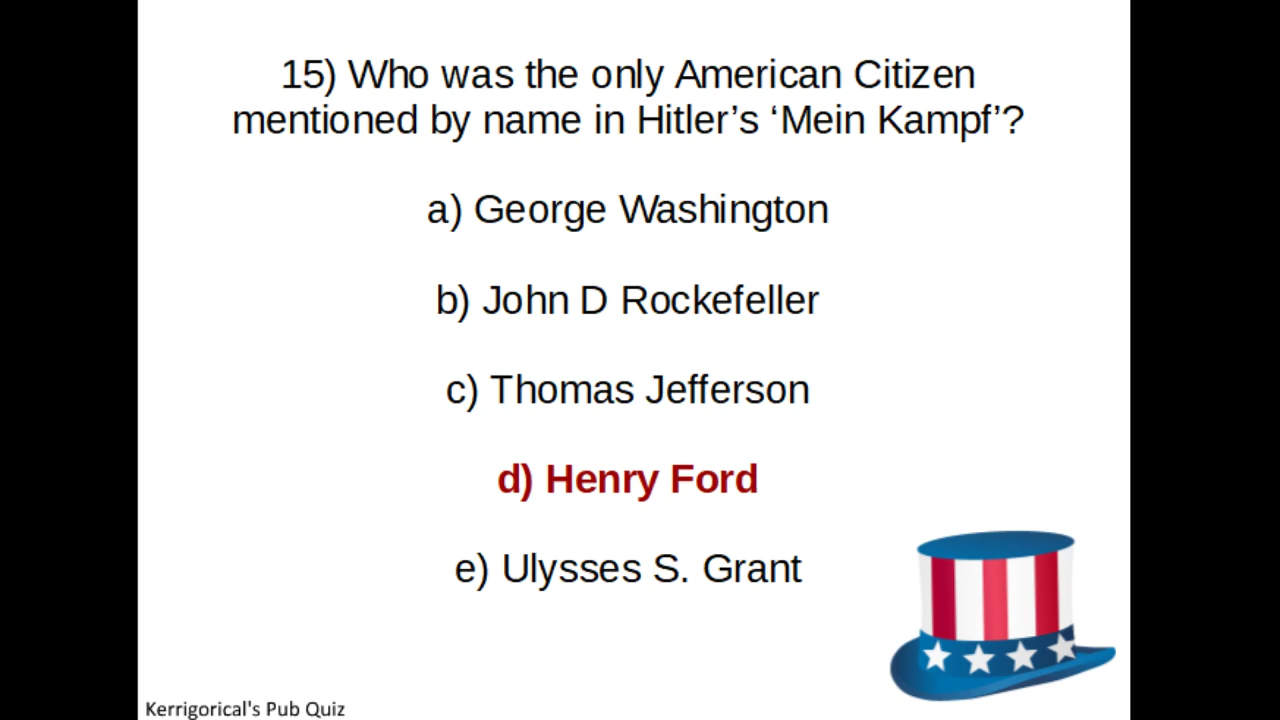 15) Who was the only American Citizen
mentioned by name in Hitler’s ‘Mein Kampf’?
a) George Washington
b) John D Rockefeller
c) Thomas Jefferson
d) Henry Ford
e) Ulysses S. Grant
Kerrigorical's Pub Quiz